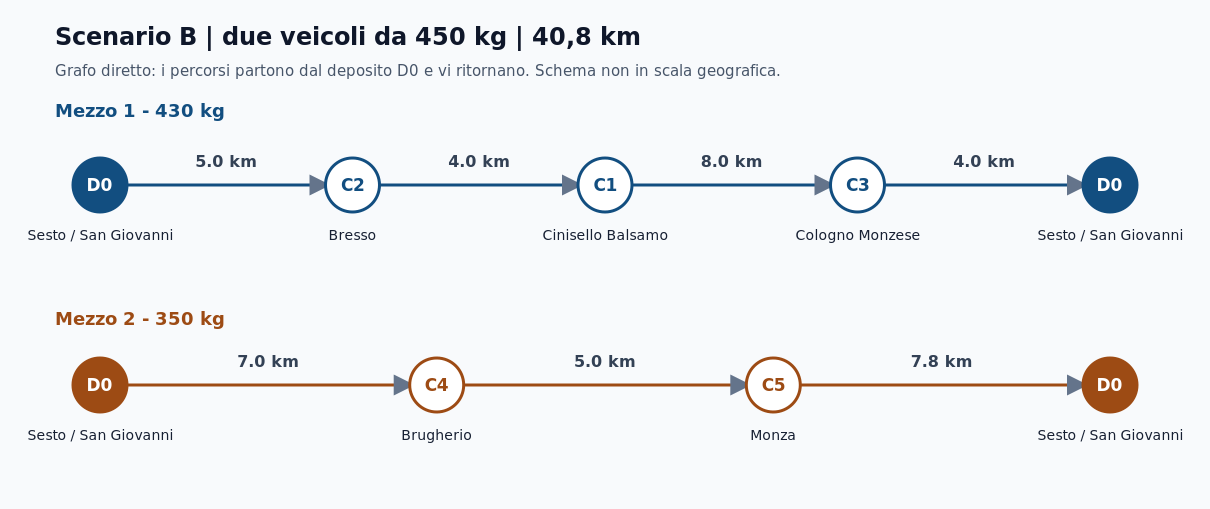 Scenario B | due veicoli da 450 kg | 40,8 km
Grafo diretto: i percorsi partono dal deposito D0 e vi ritornano. Schema non in scala geografica.
Mezzo 1 - 430 kg
5.0 km 4.0 km 8.0 km 4.0 km
D0 C2 C1 C3 D0
Sesto / San Giovanni Bresso Cinisello Balsamo Cologno Monzese Sesto / San Giovanni
Mezzo 2 - 350 kg
7.0 km 5.0 km 7.8 km
D0 C4 C5 D0
Sesto / San Giovanni Brugherio Monza Sesto / San Giovanni